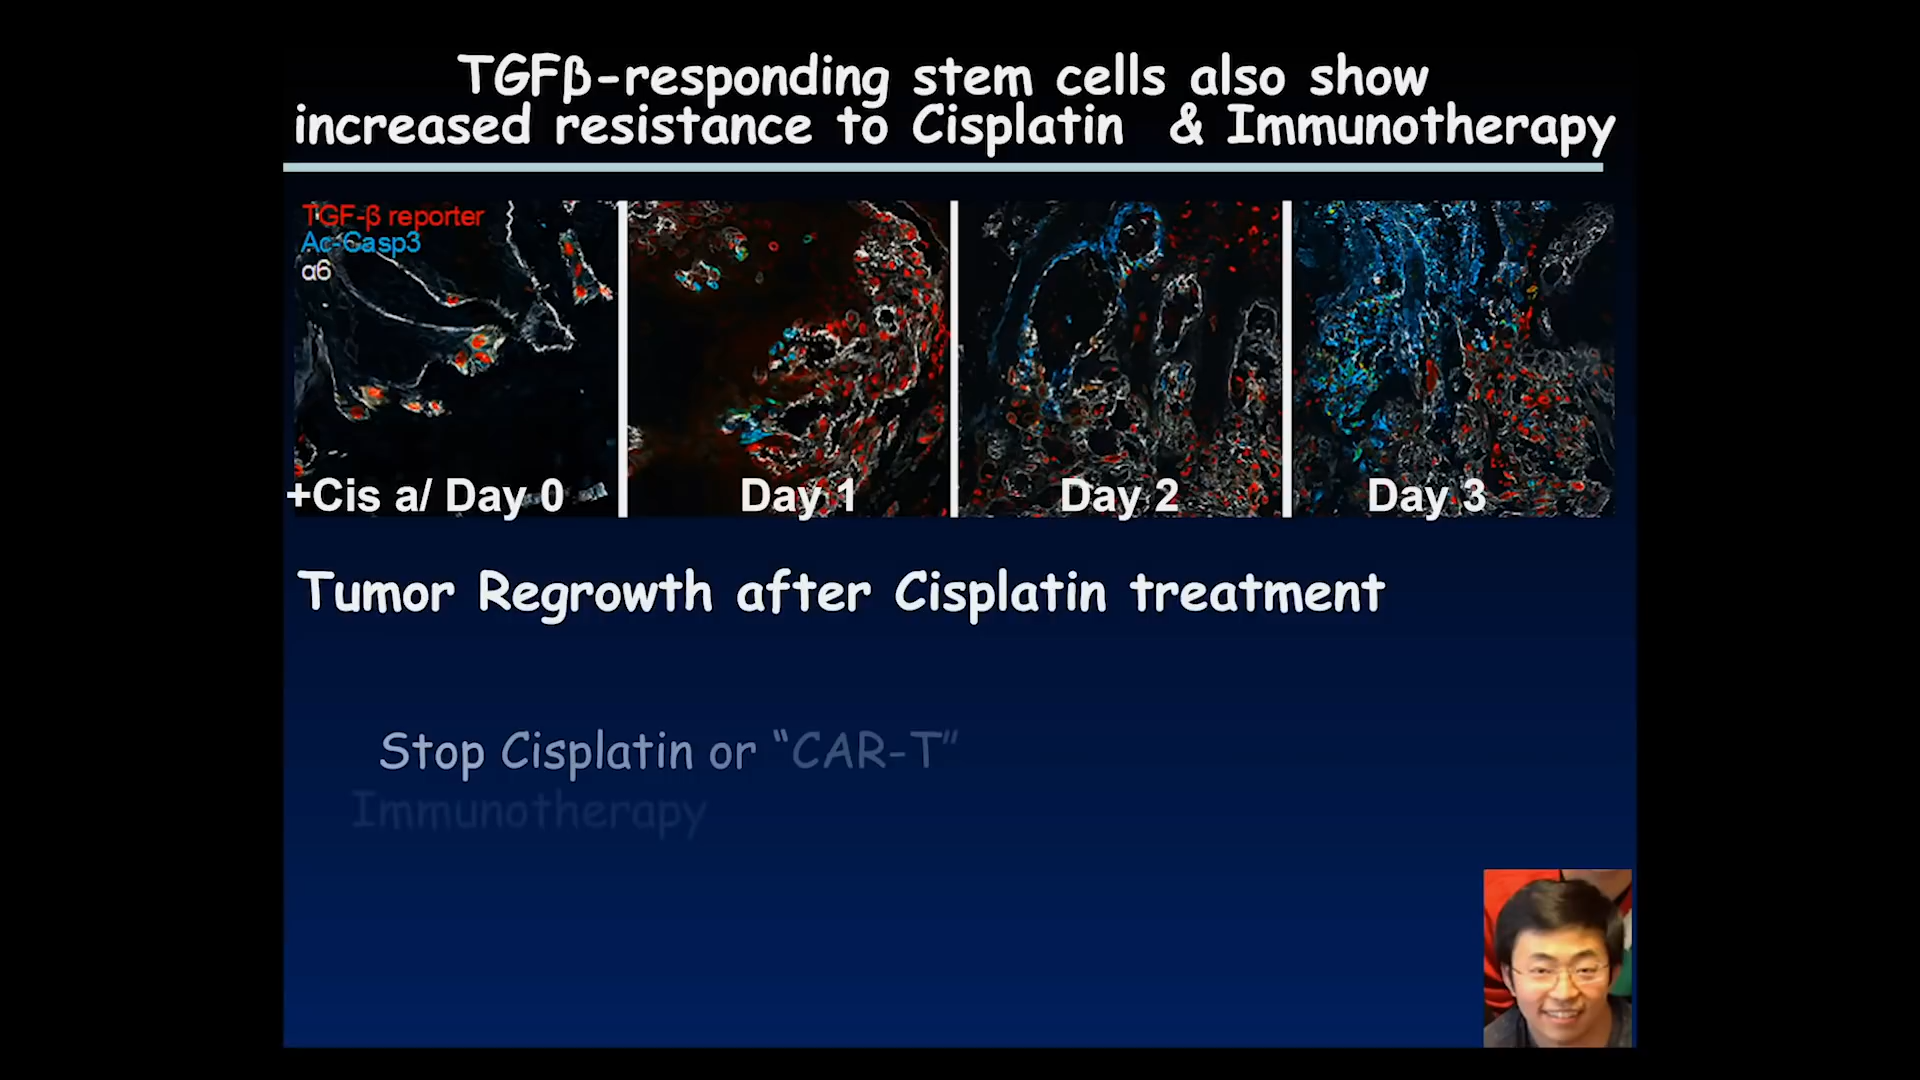 TGFβ-responding stem cells also show
increased resistance to Cisplatin & Immunotherapy
TGF-β reporter
Ac-Casp3
α6
+Cis a/ Day 0
Day 1
Day 2
Day 3
Tumor Regrowth after Cisplatin treatment
Stop Cisplatin or “CAR-T”
Immunotherapy